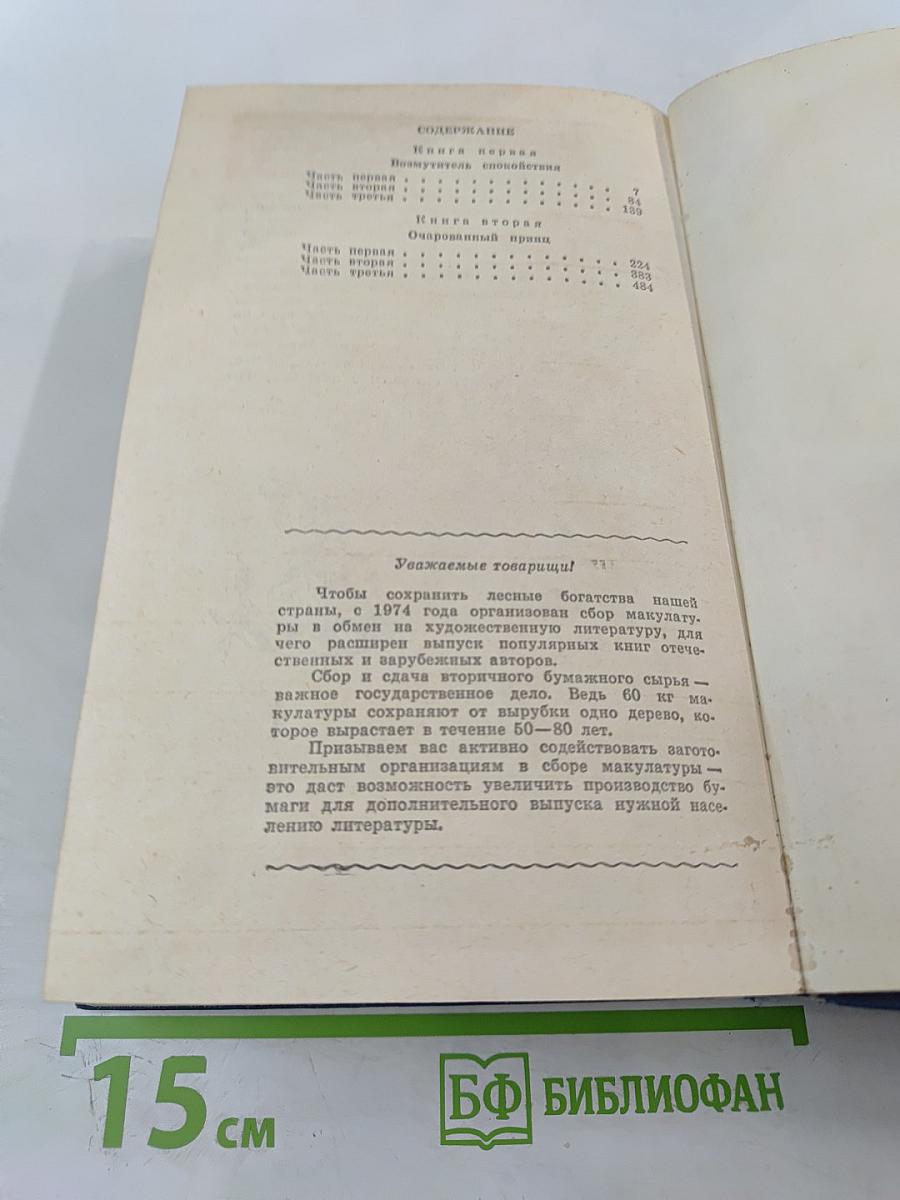 СОДЕРЖАНИЕ
Книга первая
Возмутитель спокойствия
Часть первая . . . . . . . . . . . . . 7
Часть вторая . . . . . . . . . . . . . 84
Часть третья . . . . . . . . . . . . . 139
Книга вторая
Очарованный принц
Часть первая . . . . . . . . . . . . . 224
Часть вторая . . . . . . . . . . . . . 383
Часть третья . . . . . . . . . . . . . 484
Уважаемые товарищи!
Чтобы сохранить лесные богатства нашей
страны, с 1974 года организован сбор макулату-
ры в обмен на художественную литературу, для
чего расширен выпуск популярных книг отече-
ственных и зарубежных авторов.
Сбор и сдача вторичного бумажного сырья —
важное государственное дело. Ведь 60 кг ма-
кулатуры сохраняют от вырубки одно дерево, ко-
торое вырастает в течение 50—80 лет.
Призываем вас активно содействовать загото-
вительным организациям в сборе макулатуры —
это даст возможность увеличить производство бу-
маги для дополнительного выпуска нужной насе-
лению литературы.
15 см
БФ БИБЛИОФАН